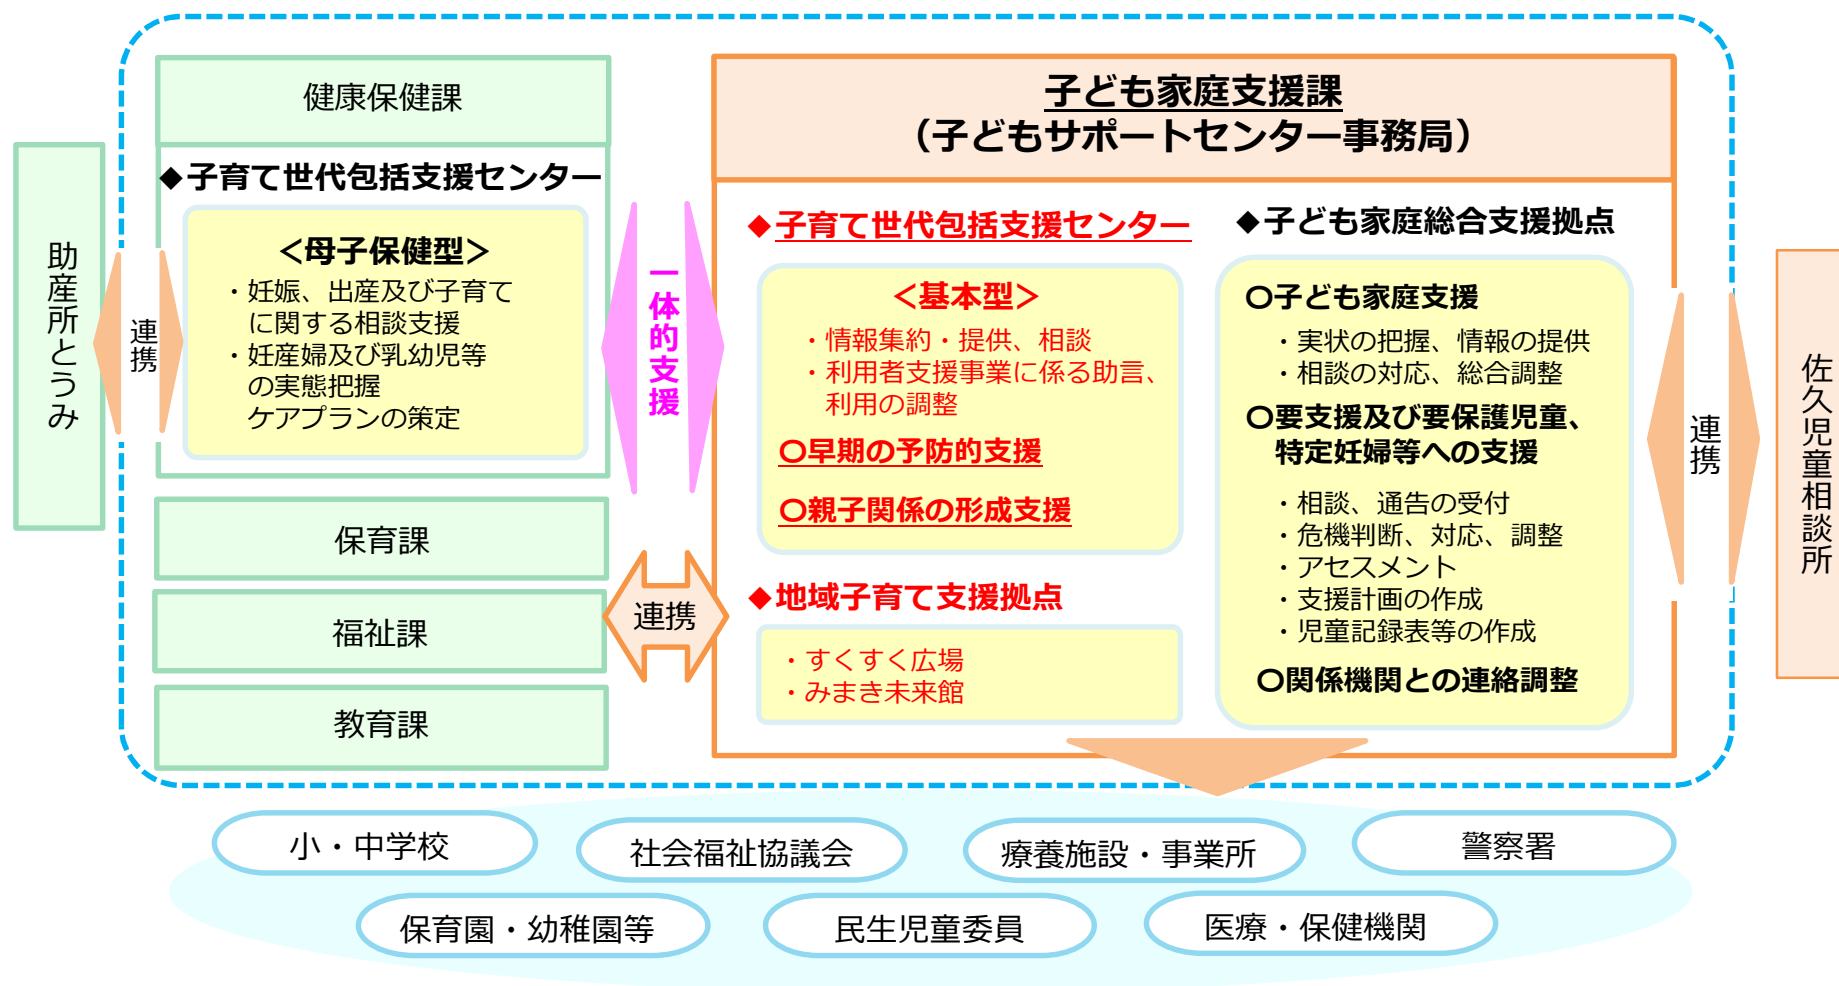 助産所とうみ
連携
健康保健課
◆子育て世代包括支援センター
＜母子保健型＞
・妊娠、出産及び子育て
に関する相談支援
・妊産婦及び乳幼児等
の実態把握
ケアプランの策定
保育課
福祉課
教育課
一体的支援
連携
子ども家庭支援課
（子どもサポートセンター事務局）
◆子育て世代包括支援センター
＜基本型＞
・情報集約・提供、相談
・利用者支援事業に係る助言、
利用の調整
〇早期の予防的支援
〇親子関係の形成支援
◆地域子育て支援拠点
・すくすく広場
・みまき未来館
◆子ども家庭総合支援拠点
〇子ども家庭支援
・実状の把握、情報の提供
・相談の対応、総合調整
〇要支援及び要保護児童、
特定妊婦等への支援
・相談、通告の受付
・危機判断、対応、調整
・アセスメント
・支援計画の作成
・児童記録表等の作成
〇関係機関との連絡調整
連携
佐久児童相談所
小・中学校
社会福祉協議会
療養施設・事業所
警察署
保育園・幼稚園等
民生児童委員
医療・保健機関